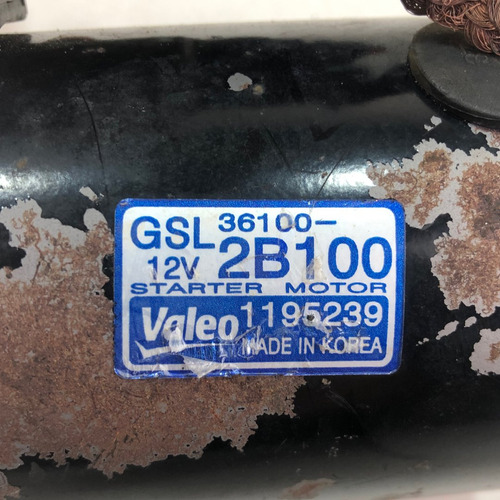 GSL 36100-
12V 2B100
STARTER MOTOR
Valeo 1195239
MADE IN KOREA